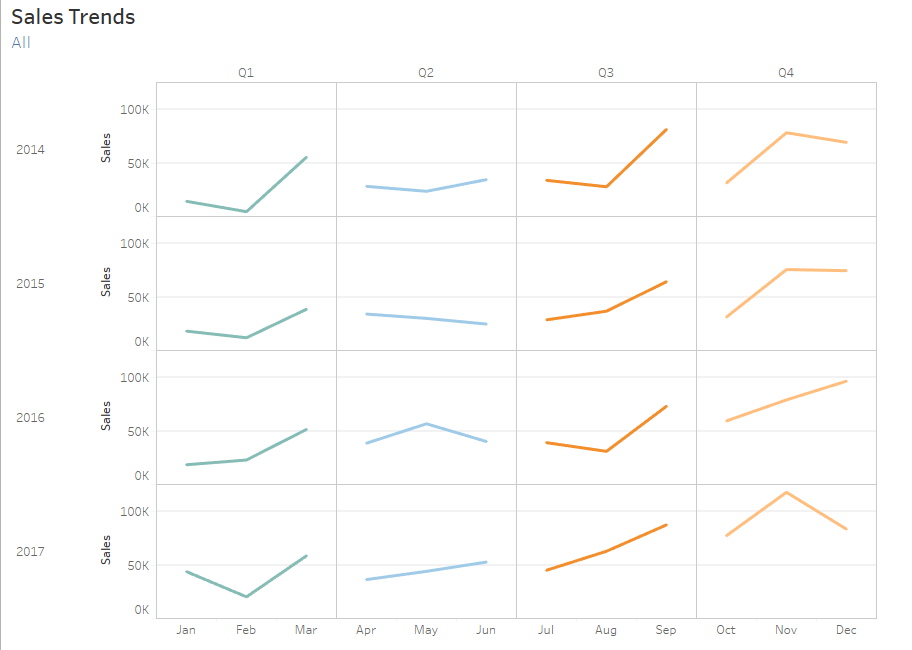 Sales Trends
All
Q1 Q2 Q3 Q4
2014
Sales
100K
50K
0K
2015
Sales
100K
50K
0K
2016
Sales
100K
50K
0K
2017
Sales
100K
50K
0K
Jan Feb Mar Apr May Jun Jul Aug Sep Oct Nov Dec